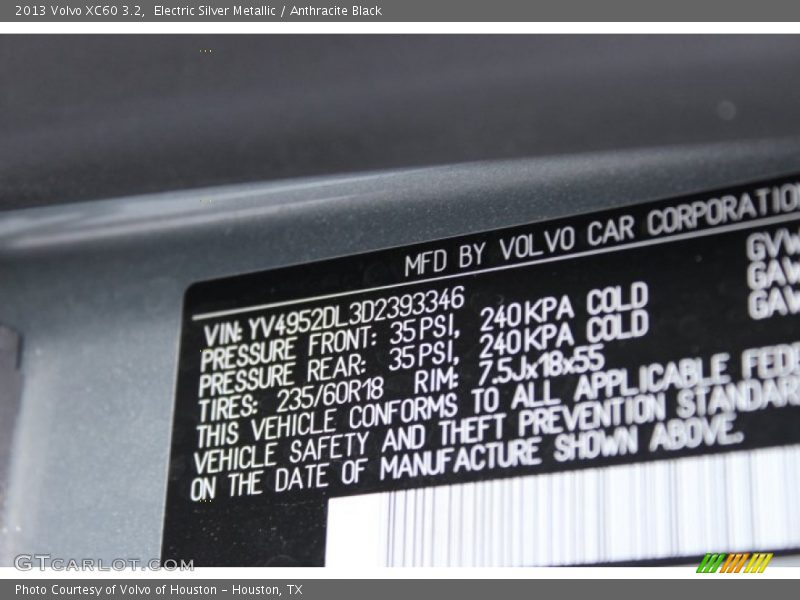 2013 Volvo XC60 3.2,  Electric Silver Metallic / Anthracite Black
MFD BY VOLVO CAR CORPORATION
VIN: YV4952DL3D2393346
PRESSURE FRONT: 35PSI, 240KPA COLD
PRESSURE REAR: 35PSI, 240KPA COLD
TIRES: 235/60R18 RIM: 7.5Jx18x55
THIS VEHICLE CONFORMS TO ALL APPLICABLE
VEHICLE SAFETY AND THEFT PREVENTION
ON THE DATE OF MANUFACTURE SHOWN ABOVE.
GTCARLOT.COM
Photo Courtesy of Volvo of Houston - Houston, TX